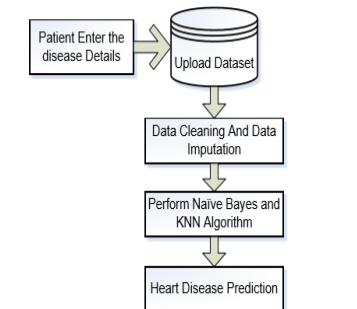 Patient Enter the
disease Details
Upload Dataset
Data Cleaning And Data
Imputation
Perform Naïve Bayes and
KNN Algorithm
Heart Disease Prediction